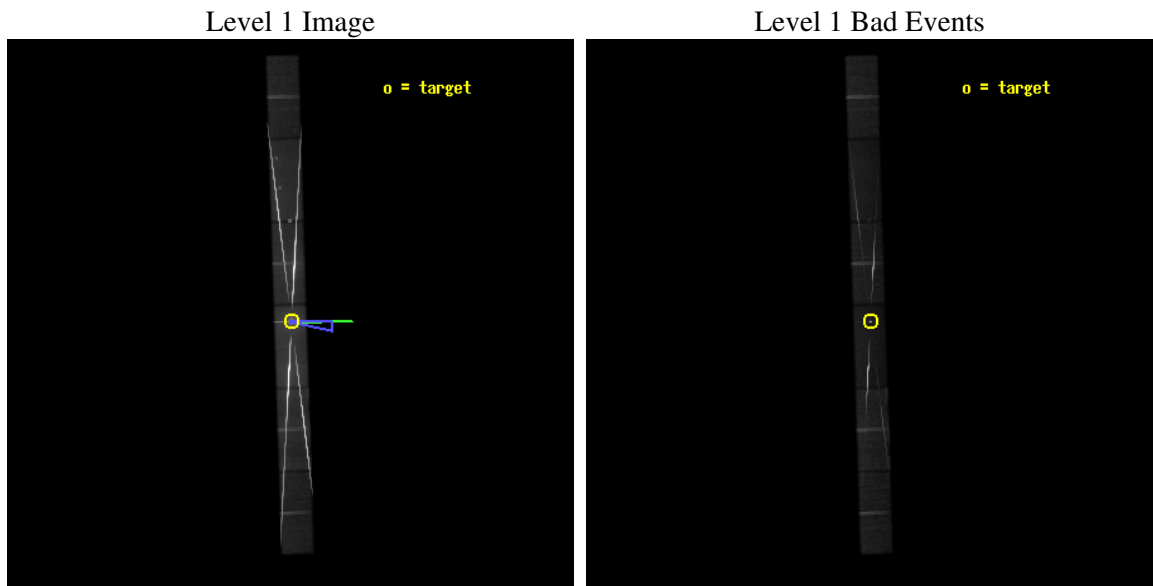 Level 1 Image
Level 1 Bad Events
o = target
o = target